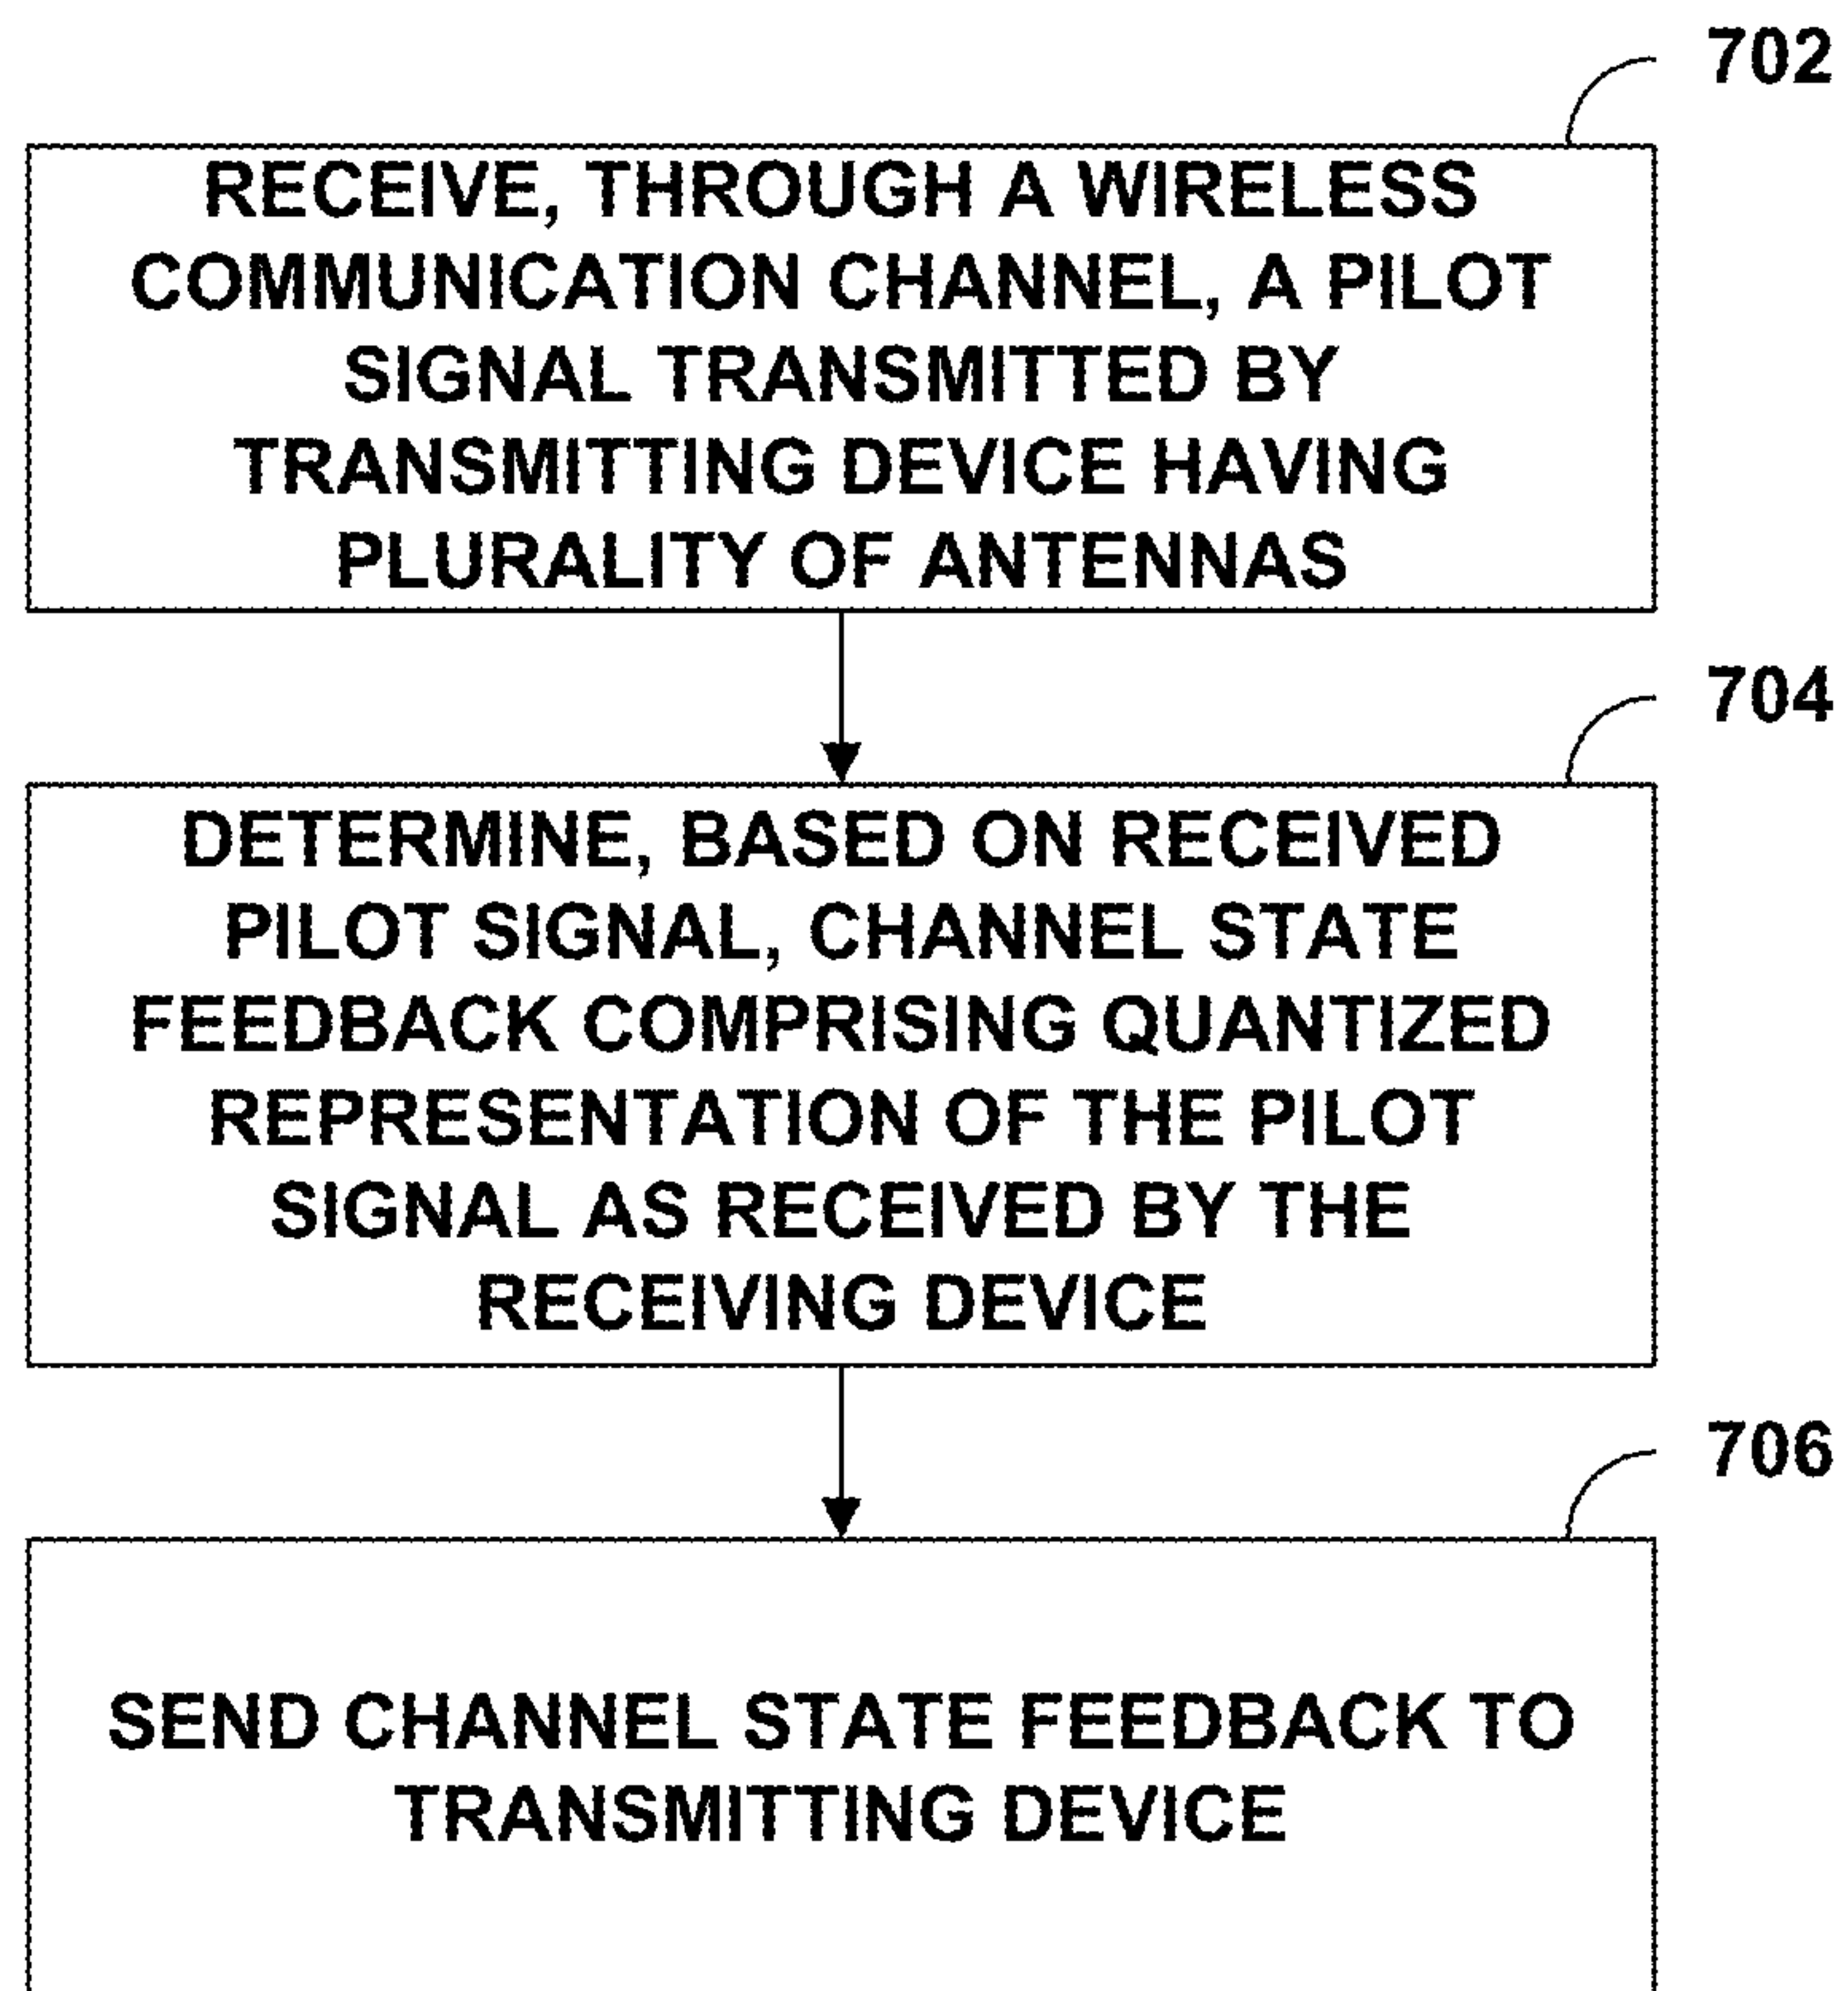 702
RECEIVE, THROUGH A WIRELESS
COMMUNICATION CHANNEL, A PILOT
SIGNAL TRANSMITTED BY
TRANSMITTING DEVICE HAVING
PLURALITY OF ANTENNAS
704
DETERMINE, BASED ON RECEIVED
PILOT SIGNAL, CHANNEL STATE
FEEDBACK COMPRISING QUANTIZED
REPRESENTATION OF THE PILOT
SIGNAL AS RECEIVED BY THE
RECEIVING DEVICE
706
SEND CHANNEL STATE FEEDBACK TO
TRANSMITTING DEVICE